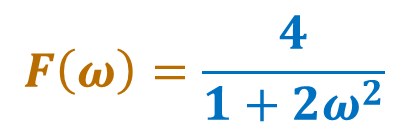 F(ω) = 4 / (1 + 2ω²)